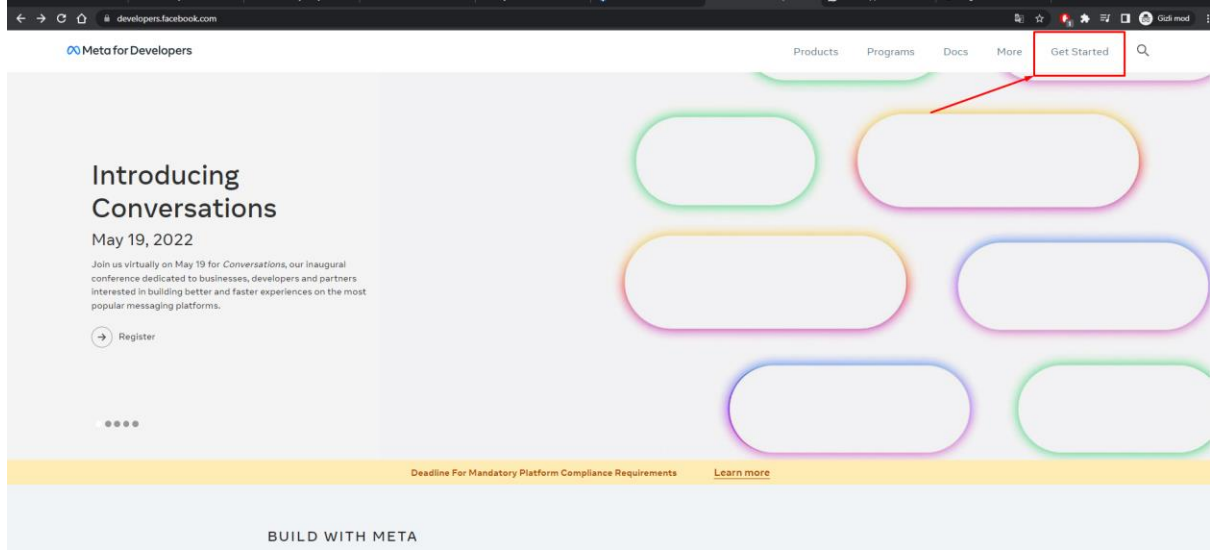 developers.facebook.com
Gizli mod
Meta for Developers
Products Programs Docs More Get Started
Introducing
Conversations
May 19, 2022
Join us virtually on May 19 for Conversations, our inaugural
conference dedicated to businesses, developers and partners
interested in building better and faster experiences on the most
popular messaging platforms.
Register
Deadline For Mandatory Platform Compliance Requirements Learn more
BUILD WITH META